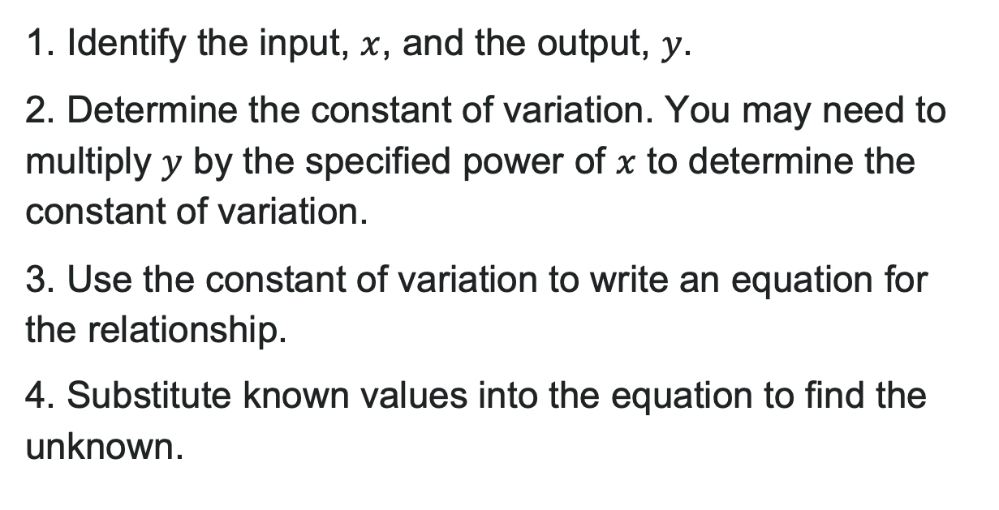 1. Identify the input, x, and the output, y.
2. Determine the constant of variation. You may need to
multiply y by the specified power of x to determine the
constant of variation.
3. Use the constant of variation to write an equation for
the relationship.
4. Substitute known values into the equation to find the
unknown.